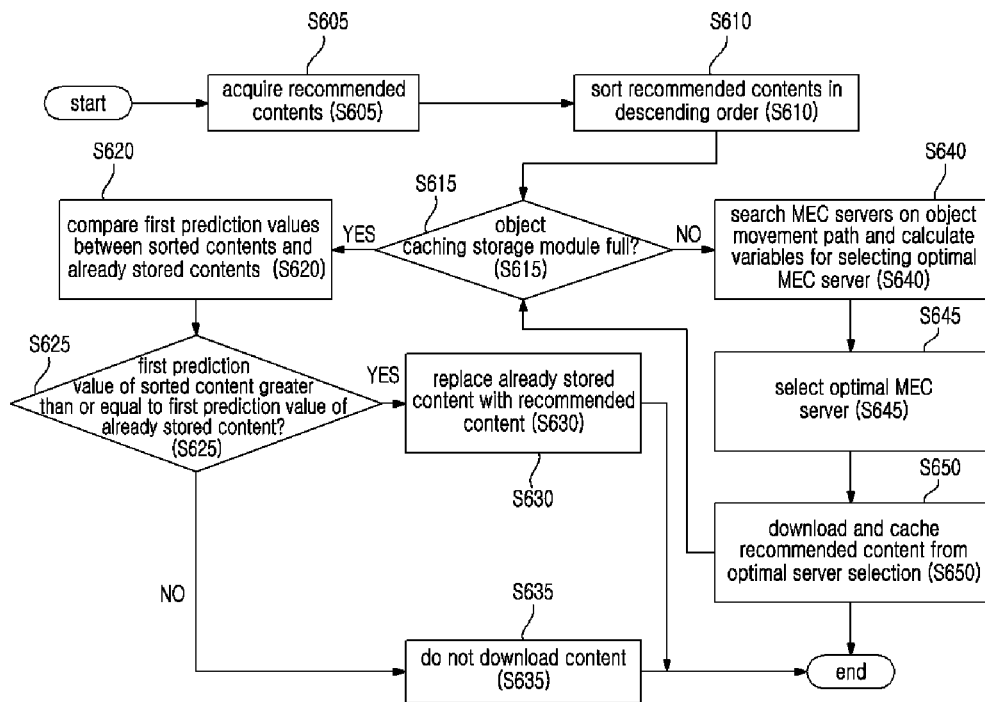 S605
S610
start
acquire recommended
contents (S605)
sort recommended contents in
descending order (S610)
S620
S615
S640
compare first prediction values
between sorted contents and
already stored contents (S620)
YES
object
caching storage module full?
(S615)
NO
search MEC servers on object
movement path and calculate
variables for selecting optimal
MEC server (S640)
S625
first prediction
value of sorted content greater
than or equal to first prediction value of
already stored content?
(S625)
YES
replace already stored
content with recommended
content (S630)
S630
S645
select optimal MEC
server (S645)
S650
download and cache
recommended content from
optimal server selection (S650)
NO
S635
do not download content
(S635)
end